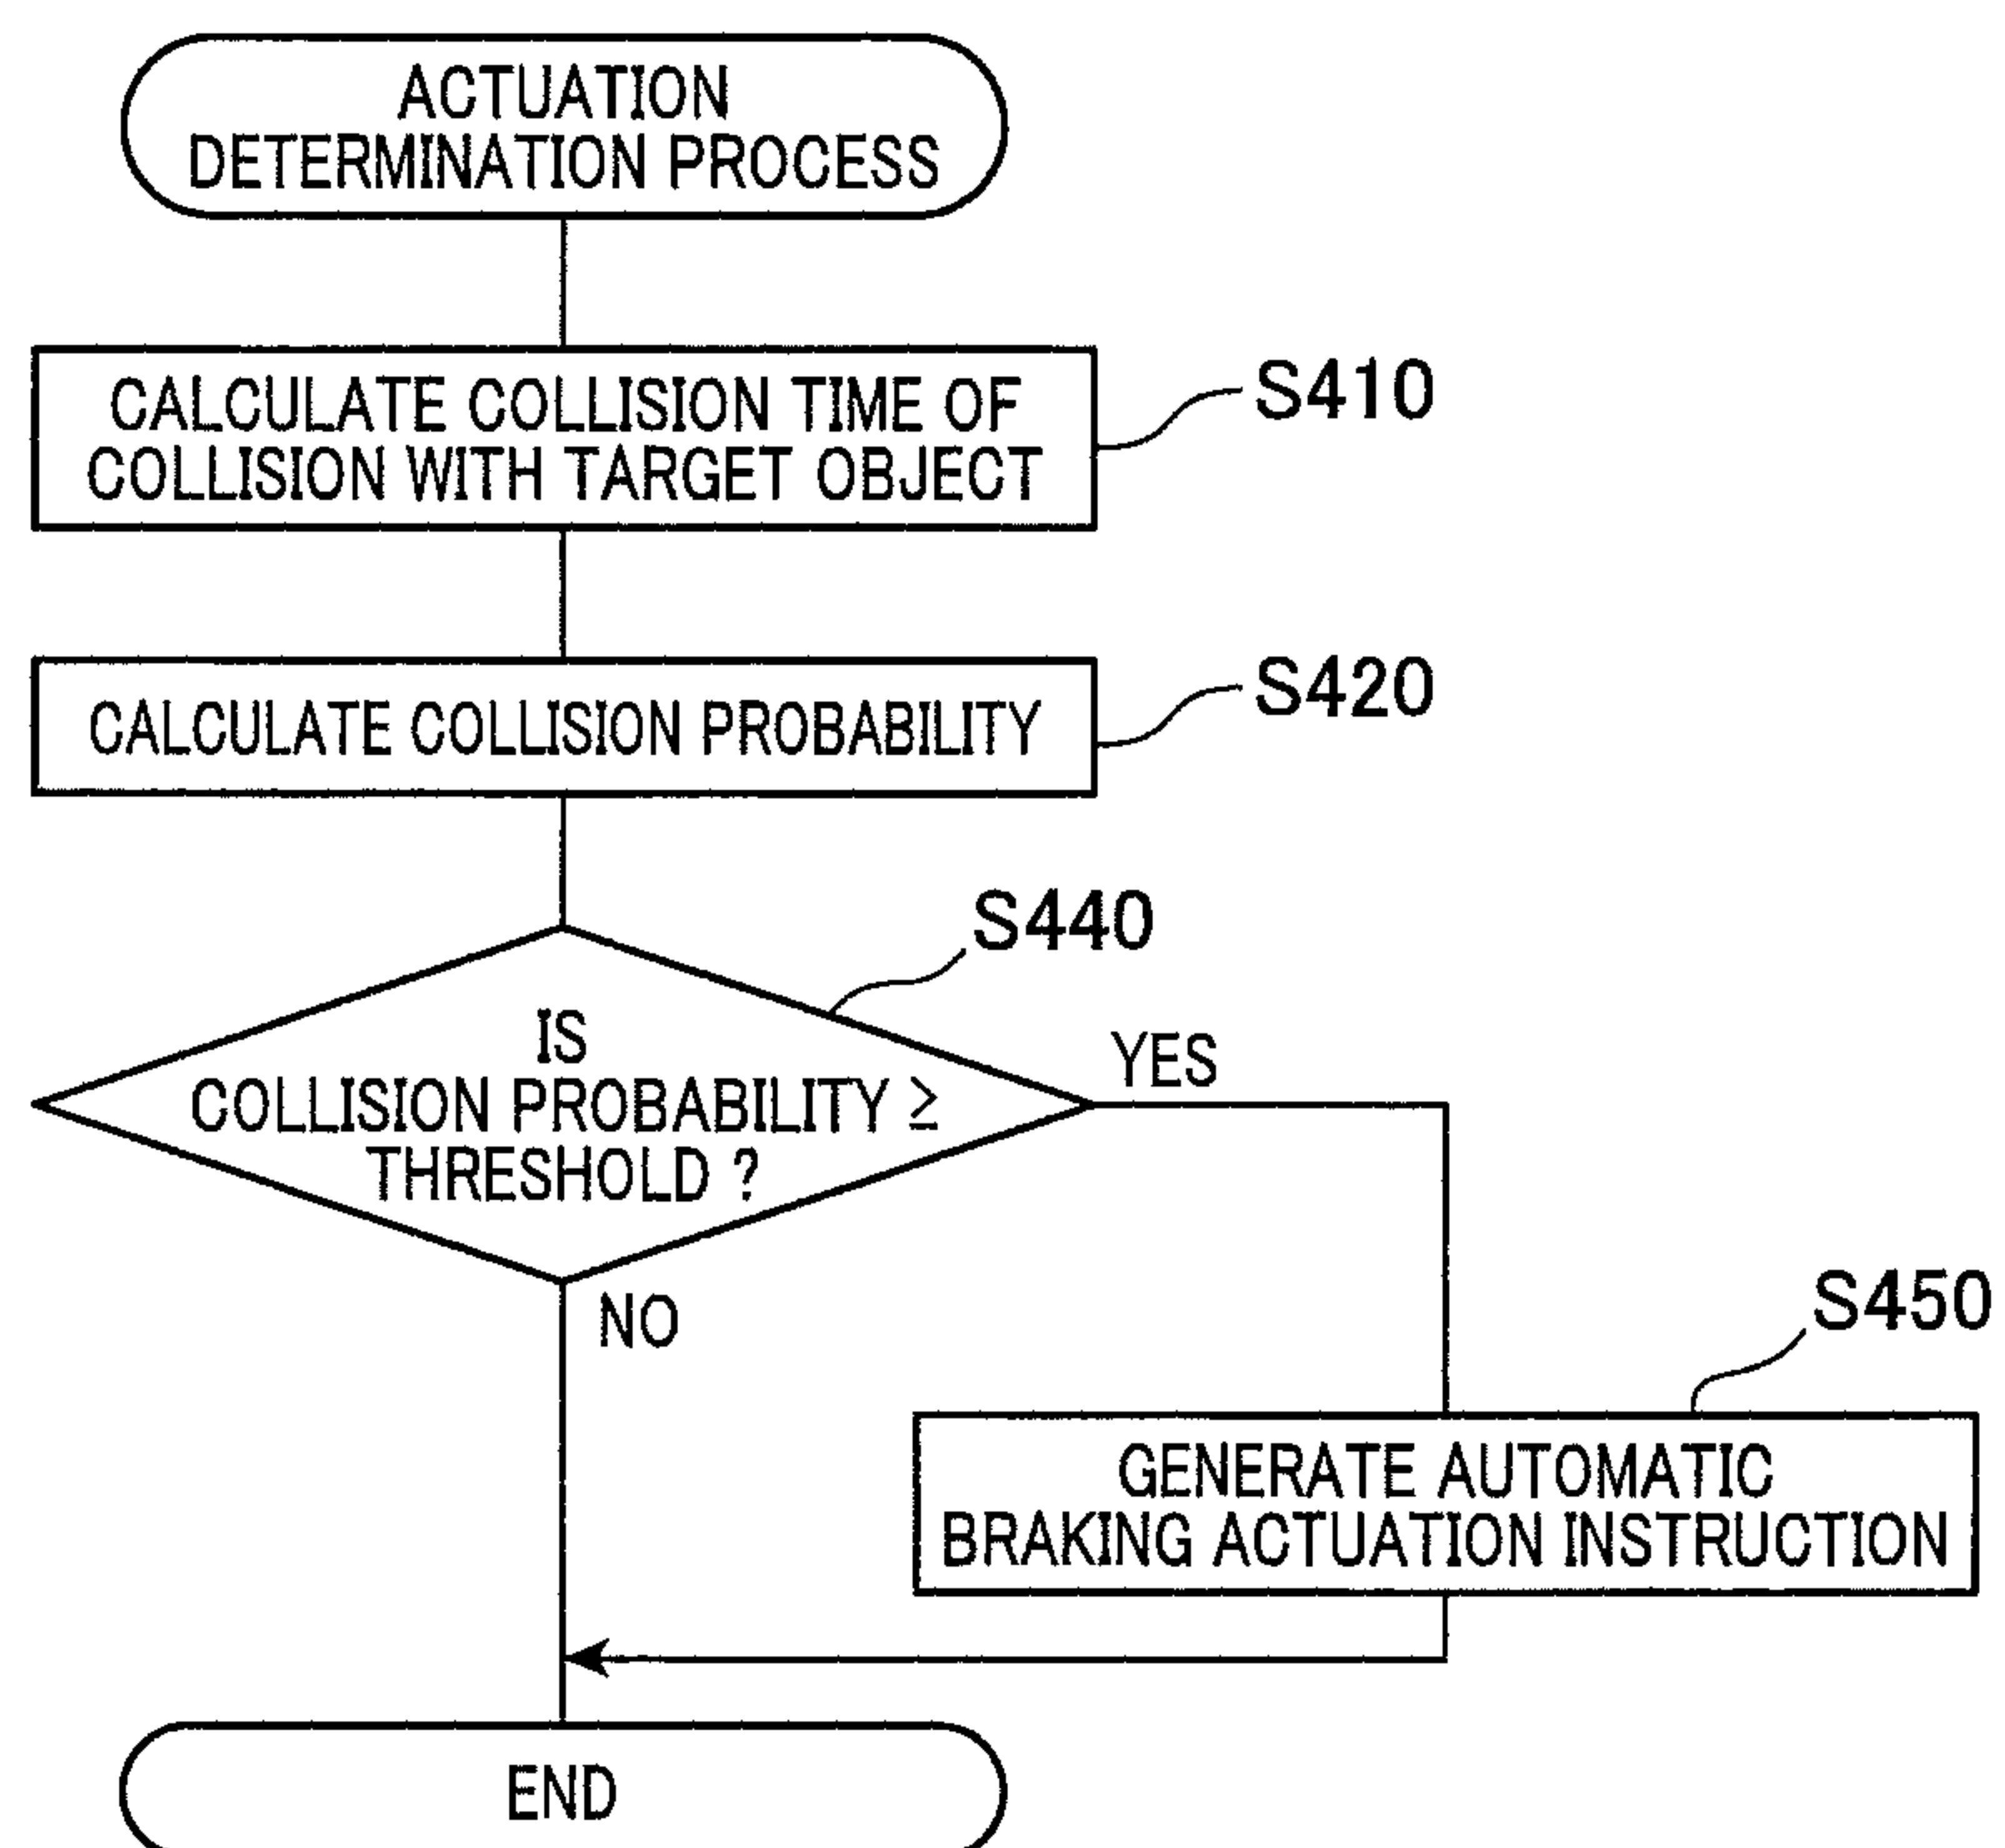 ACTUATION
DETERMINATION PROCESS
CALCULATE COLLISION TIME OF
COLLISION WITH TARGET OBJECT
S410
CALCULATE COLLISION PROBABILITY
S420
S440
IS
COLLISION PROBABILITY ≥
THRESHOLD ?
YES
NO
S450
GENERATE AUTOMATIC
BRAKING ACTUATION INSTRUCTION
END